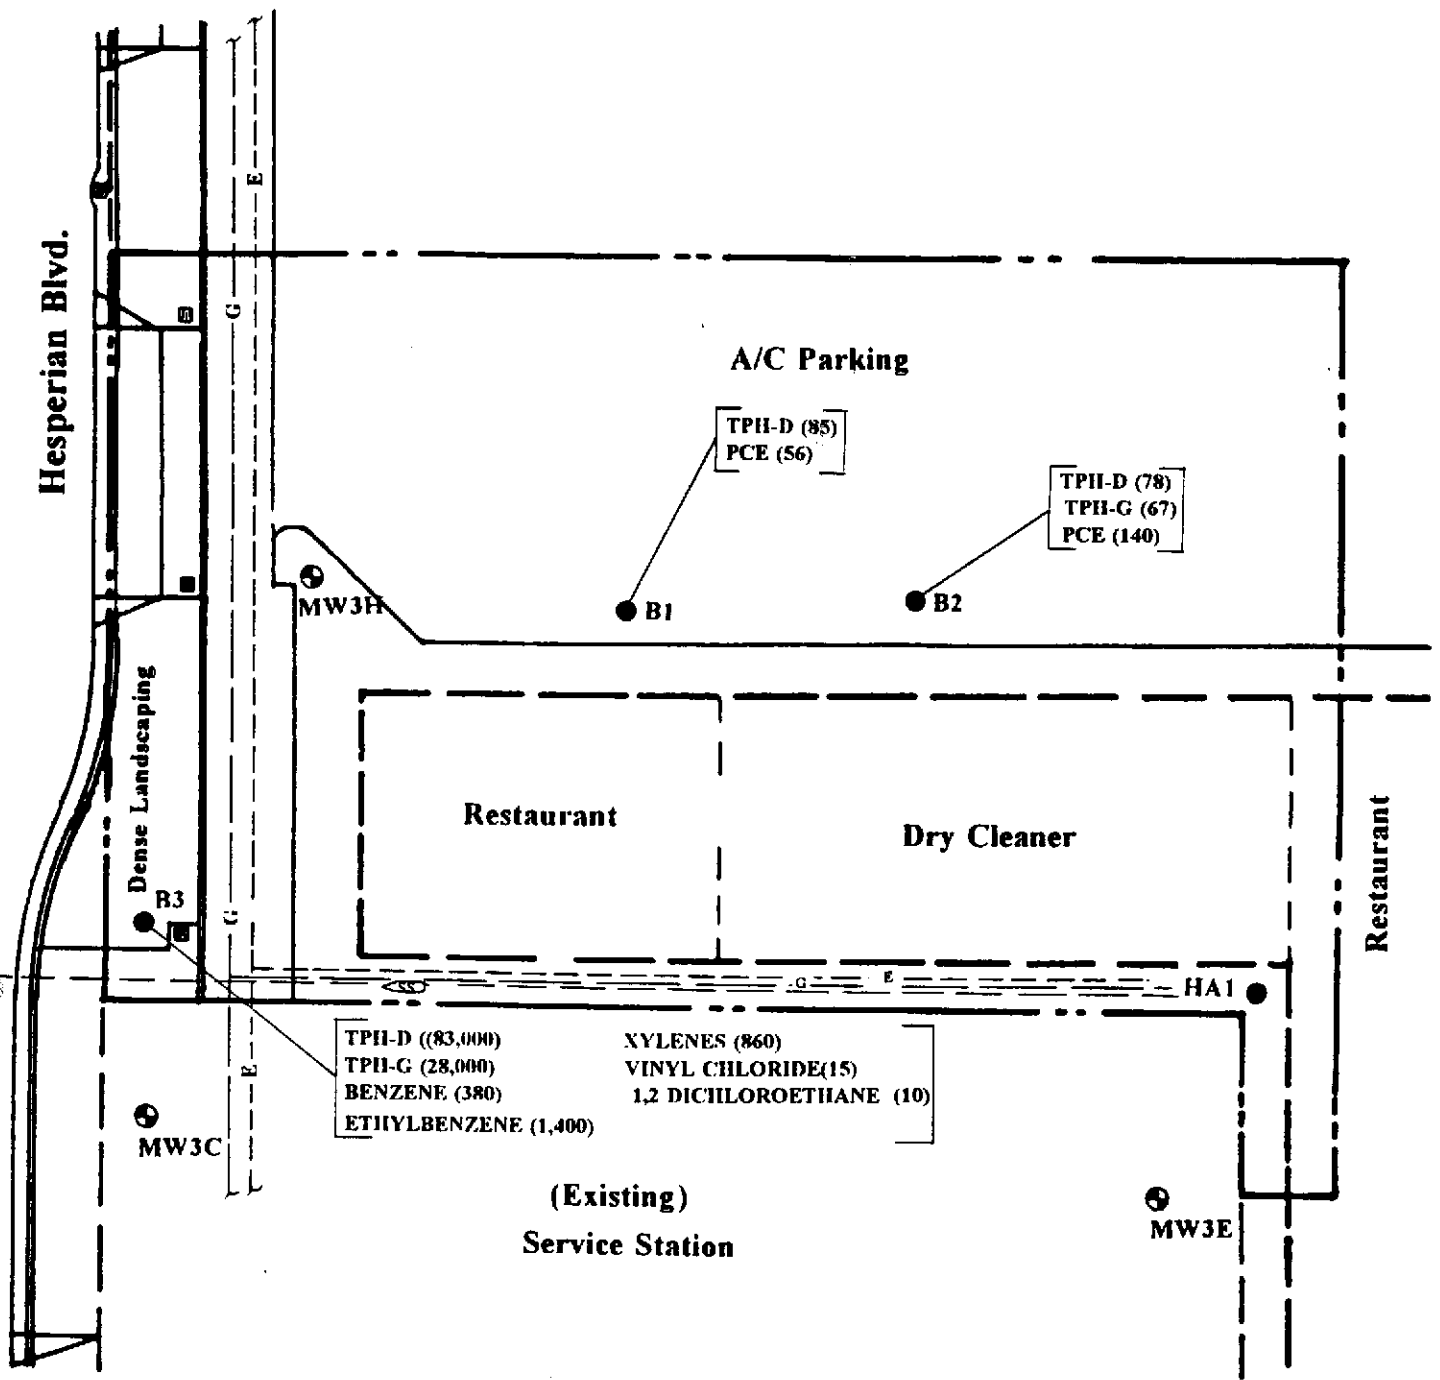 Hesperian Blvd.
E
G
A/C Parking
TPH-D (85)
PCE (56)
TPH-D (78)
TPH-G (67)
PCE (140)
MW3H
B1
B2
Dense Landscaping
Restaurant
Dry Cleaner
Restaurant
B3
G
SS
G
E
HA1
TPH-D ((83,000)
XYLENES (860)
TPH-G (28,000)
VINYL CHLORIDE(15)
BENZENE (380)
1,2 DICHLOROETHANE (10)
ETHYLBENZENE (1,400)
E
MW3C
(Existing)
Service Station
MW3E